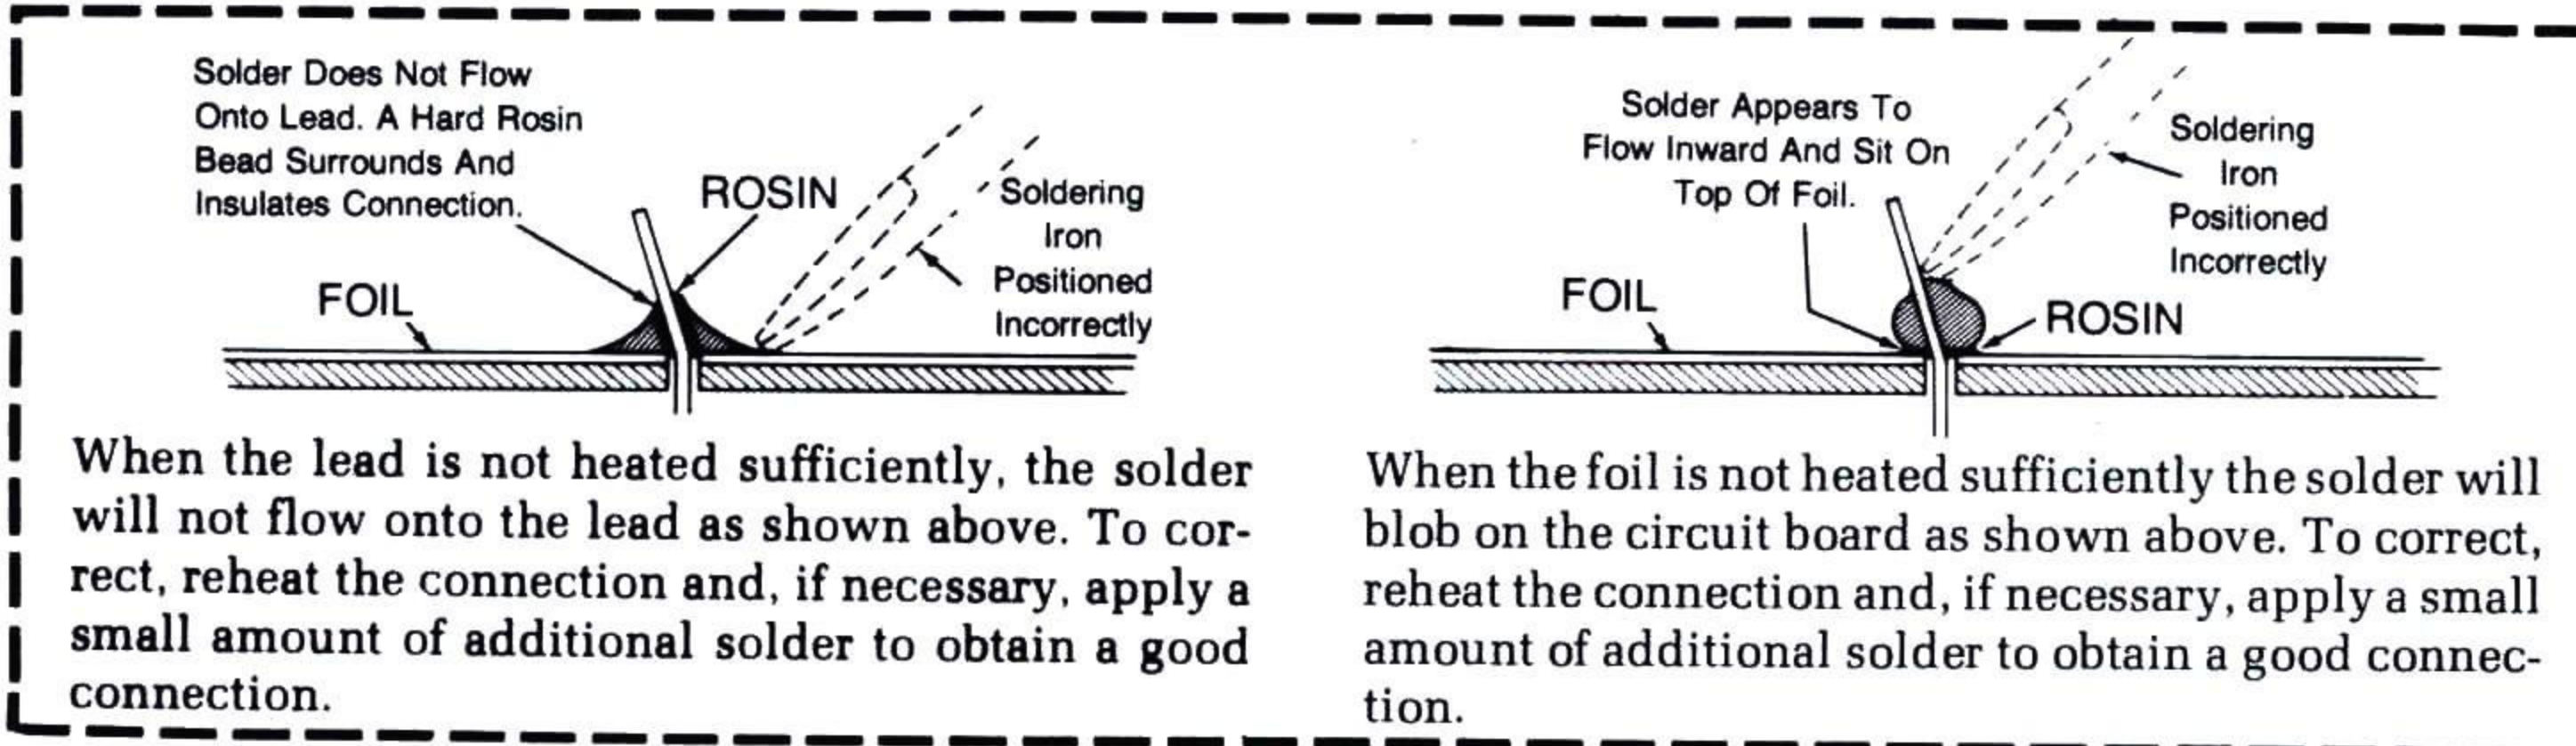 Solder Does Not Flow
Onto Lead. A Hard Rosin
Bead Surrounds And
Insulates Connection.
ROSIN
Soldering
Iron
Positioned
Incorrectly
FOIL
When the lead is not heated sufficiently, the solder
will not flow onto the lead as shown above. To cor-
rect, reheat the connection and, if necessary, apply a
small amount of additional solder to obtain a good
connection.
Solder Appears To
Flow Inward And Sit On
Top Of Foil.
Soldering
Iron
Positioned
Incorrectly
FOIL
ROSIN
When the foil is not heated sufficiently the solder will
blob on the circuit board as shown above. To correct,
reheat the connection and, if necessary, apply a small
amount of additional solder to obtain a good connec-
tion.